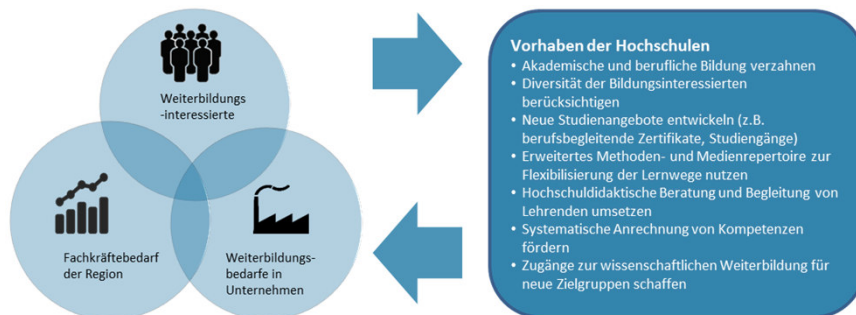 Weiterbildungs
-interessierte
Fachkräftebedarf
der Region
Weiterbildungs-
bedarfe in
Unternehmen
Vorhaben der Hochschulen
• Akademische und berufliche Bildung verzahnen
• Diversität der Bildungsinteressierten
berücksichtigen
• Neue Studienangebote entwickeln (z.B.
berufsbegleitende Zertifikate, Studiengänge)
• Erweitertes Methoden- und Medienrepertoire zur
Flexibilisierung der Lernwege nutzen
• Hochschuldidaktische Beratung und Begleitung von
Lehrenden umsetzen
• Systematische Anrechnung von Kompetenzen
fördern
• Zugänge zur wissenschaftlichen Weiterbildung für
neue Zielgruppen schaffen